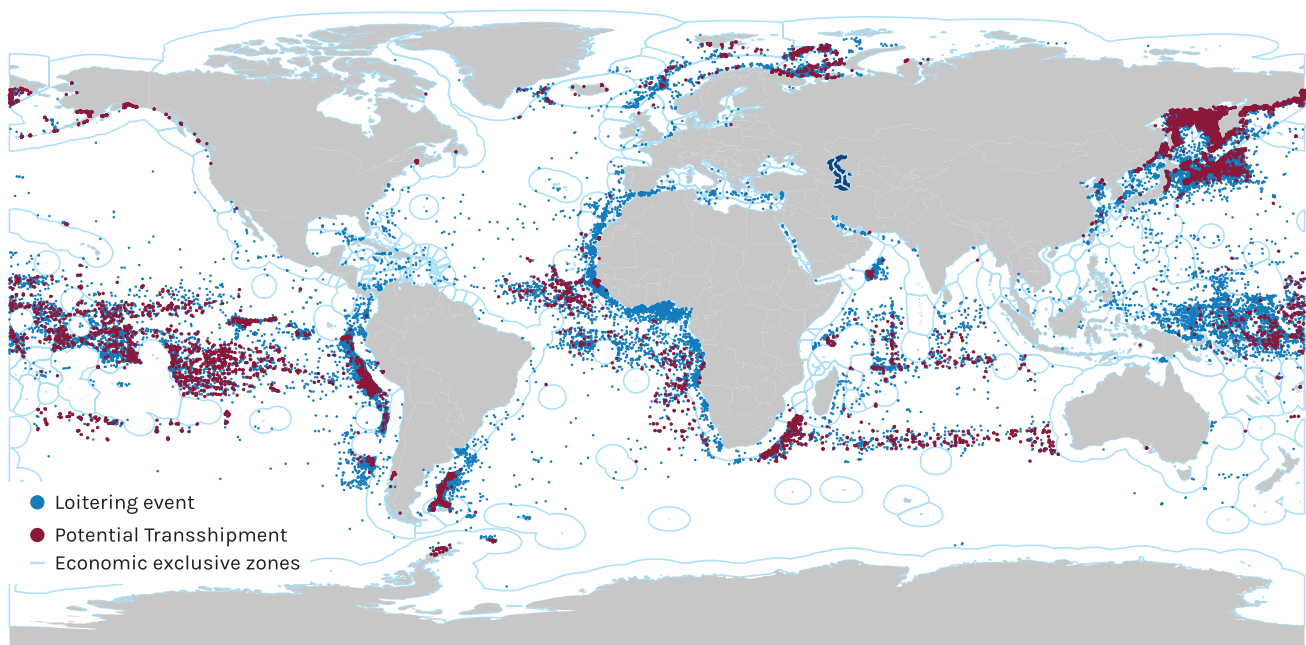 Loitering event
Potential Transshipment
Economic exclusive zones